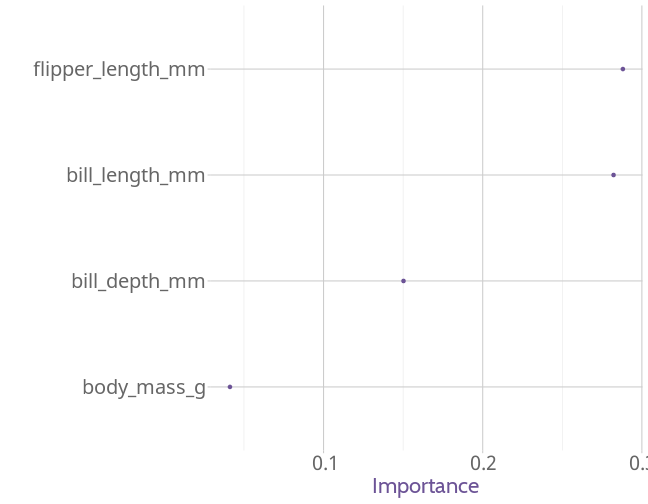 flipper_length_mm
bill_length_mm
bill_depth_mm
body_mass_g
0.1 0.2
Importance